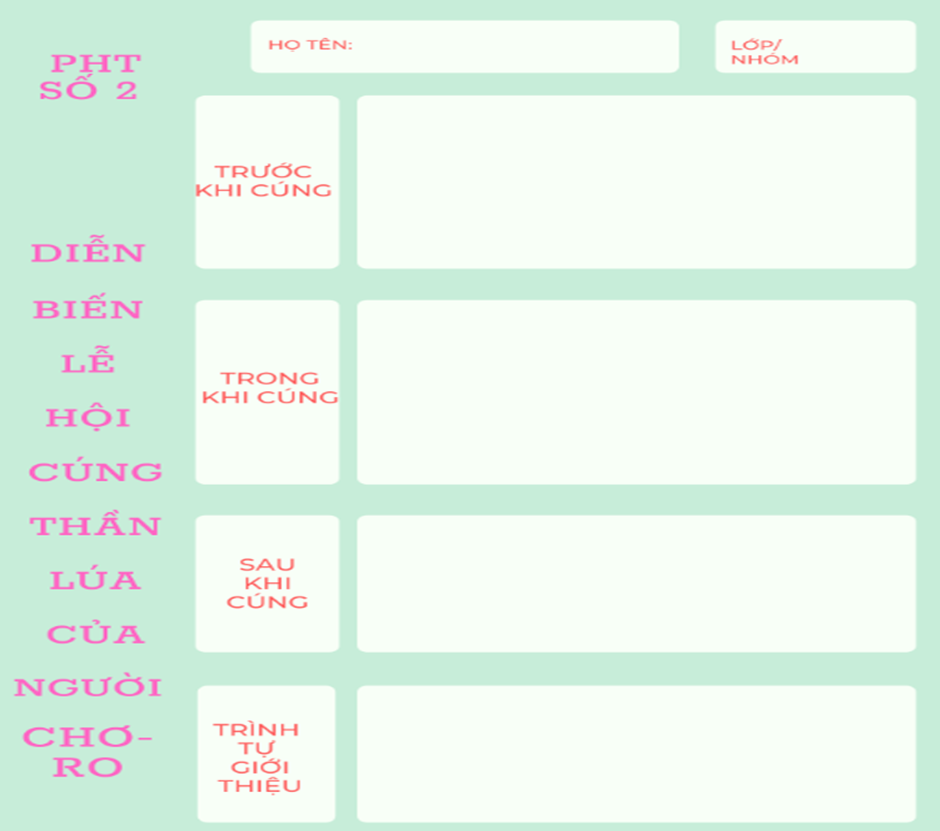 PHT
SỐ 2
HỌ TÊN:
LỚP/
NHÓM
DIỄN
BIẾN
LỄ
HỘI
CÚNG
THẦN
LÚA
CỦA
NGƯỜI
CHƠ-
RO
TRƯỚC
KHI CÚNG
TRONG
KHI CÚNG
SAU
KHI
CÚNG
TRÌNH
TỰ
GIỚI
THIỆU